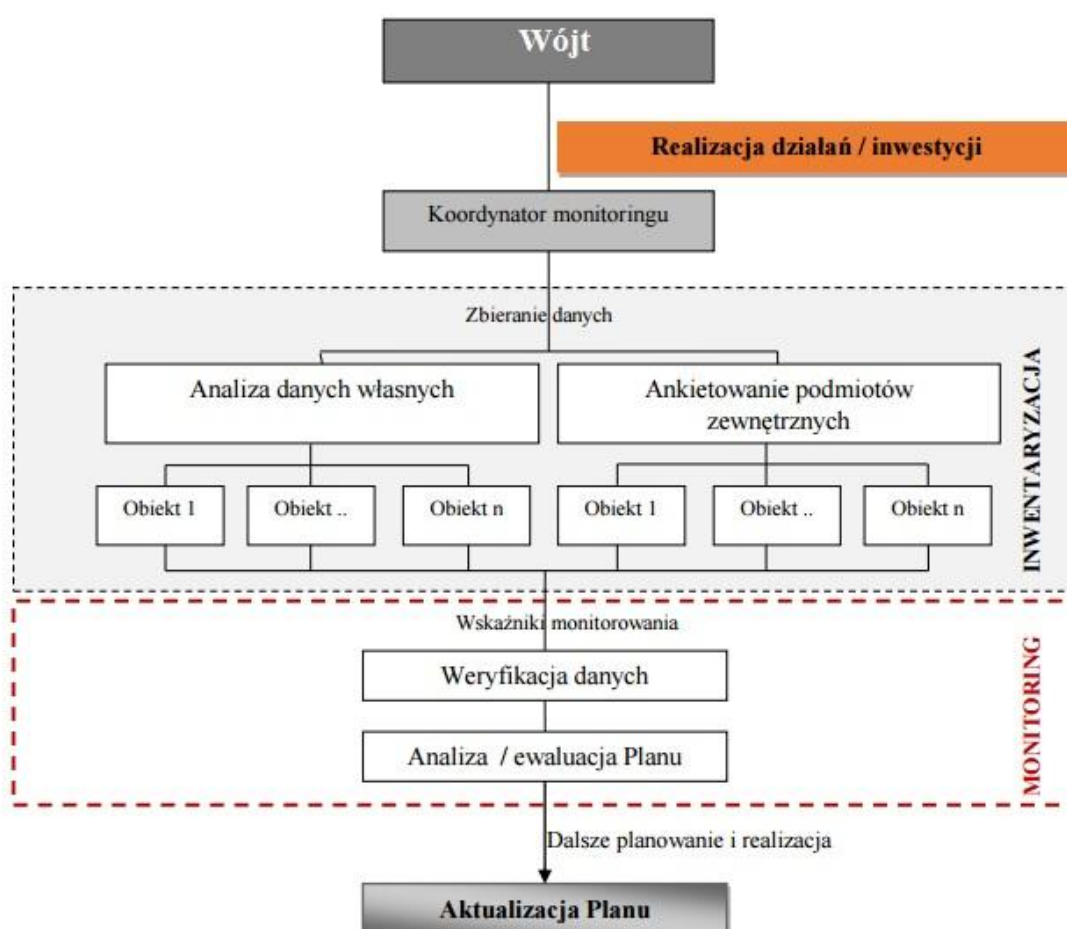 Wójt
Realizacja działań / inwestycji
Koordynator monitoringu
Zbieranie danych
Analiza danych własnych
Ankietowanie podmiotów
zewnętrznych
Obiekt 1
Obiekt ..
Obiekt n
Obiekt 1
Obiekt ..
Obiekt n
INWENTARYZACJA
Wskaźniki monitorowania
Weryfikacja danych
Analiza / ewaluacja Planu
MONITORING
Dalsze planowanie i realizacja
Aktualizacja Planu